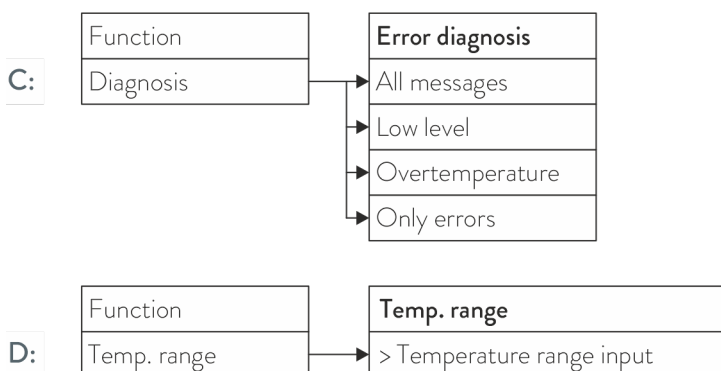 Function
Error diagnosis
C:
Diagnosis
All messages
Low level
Overtemperature
Only errors
Function
Temp. range
D:
Temp. range
> Temperature range input